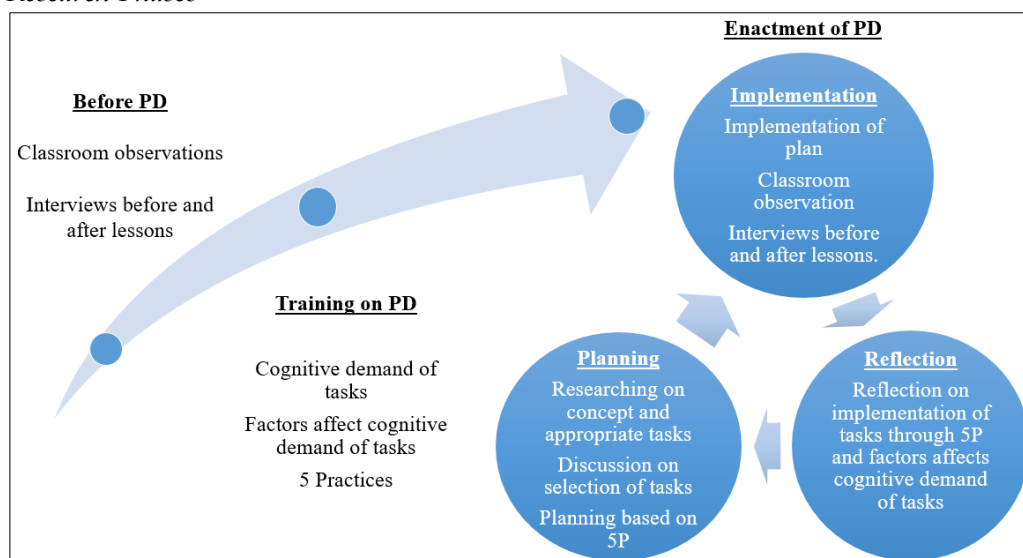 Research Phases
Before PD
Classroom observations
Interviews before and
after lessons
Training on PD
Cognitive demand of
tasks
Factors affect cognitive
demand of tasks
5 Practices
Enactment of PD
Implementation
Implementation of
plan
Classroom
observation
Interviews before
and after lessons.
Reflection
Reflection on
implementation of
tasks through 5P
and factors affects
cognitive demand
of tasks
Planning
Researching on
concept and
appropriate tasks
Discussion on
selection of tasks
Planning based on
5P